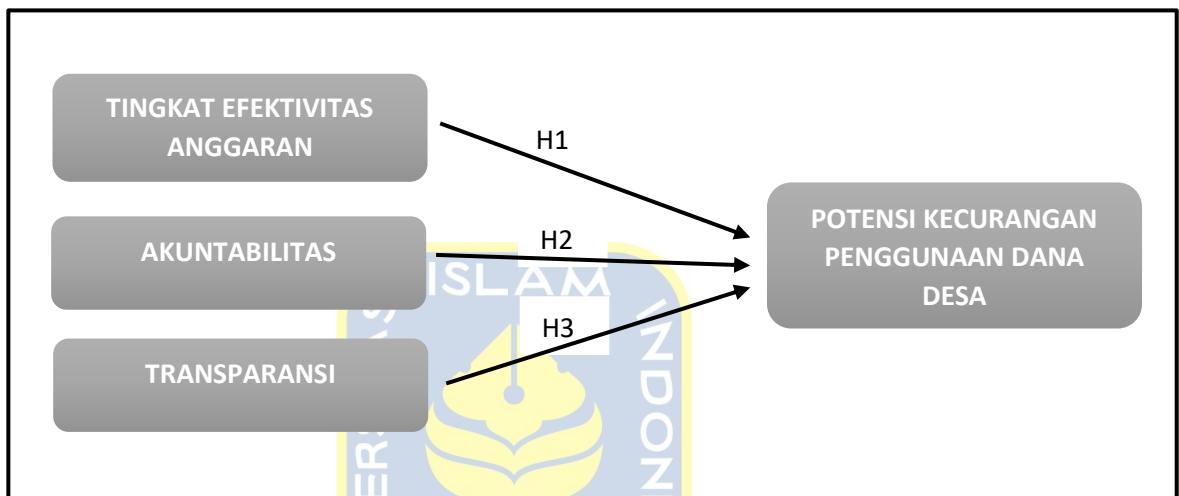 TINGKAT EFEKTIVITAS
ANGGARAN
H1
AKUNTABILITAS
H2
POTENSI KECURANGAN
PENGGUNAAN DANA
DESA
TRANSPARANSI
H3
ISLAM